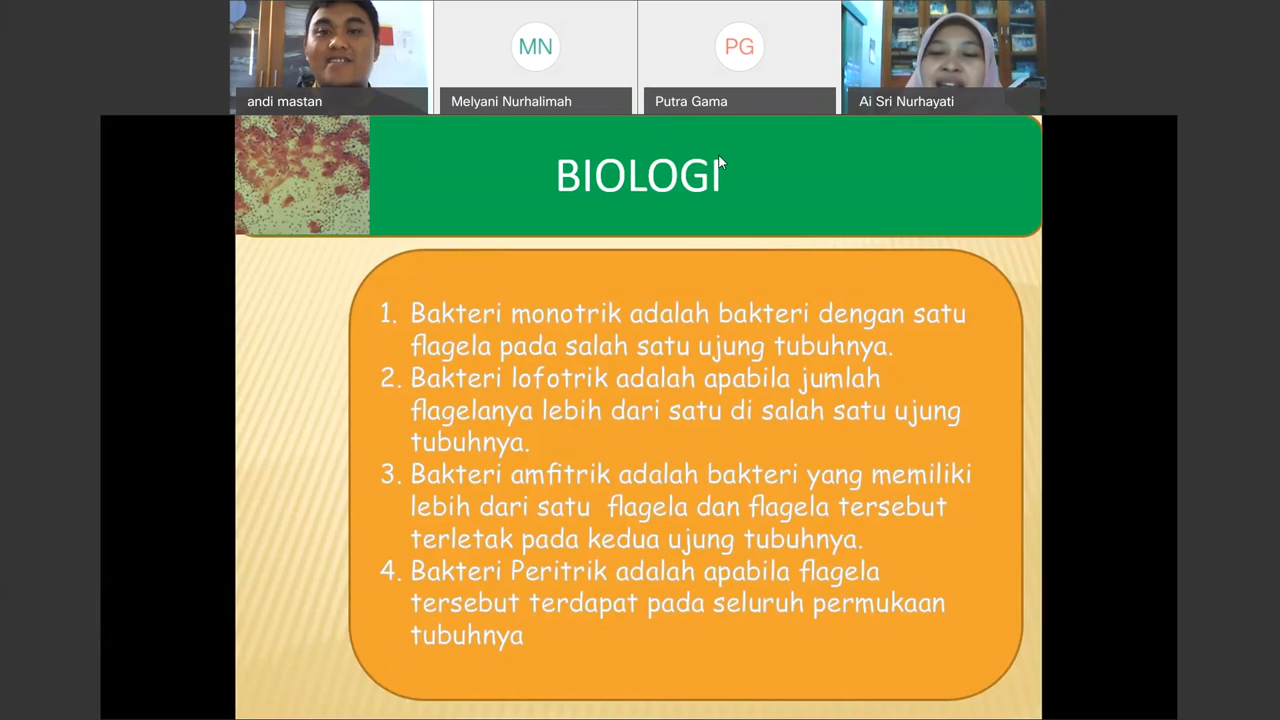 MN
PG
andi mastan
Melyani Nurhalimah
Putra Gama
Ai Sri Nurhayati
BIOLOGI
1. Bakteri monotrik adalah bakteri dengan satu
flagela pada salah satu ujung tubuhnya.
2. Bakteri lofotrik adalah apabila jumlah
flagelanya lebih dari satu di salah satu ujung
tubuhnya.
3. Bakteri amfitrik adalah bakteri yang memiliki
lebih dari satu flagela dan flagela tersebut
terletak pada kedua ujung tubuhnya.
4. Bakteri Peritrik adalah apabila flagela
tersebut terdapat pada seluruh permukaan
tubuhnya